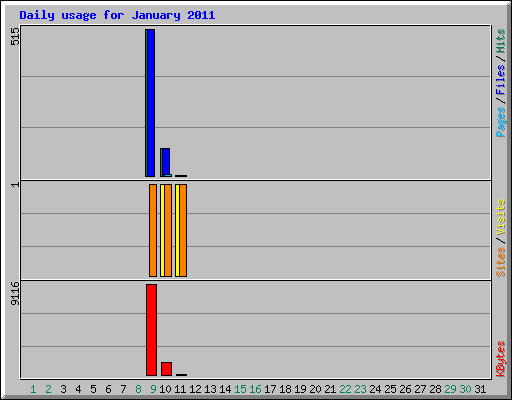 Daily usage for January 2011
515
1
9116
Pages / Files / Hits
Sites / Visits
KBytes
1 2 3 4 5 6 7 8 9 10 11 12 13 14 15 16 17 18 19 20 21 22 23 24 25 26 27 28 29 30 31